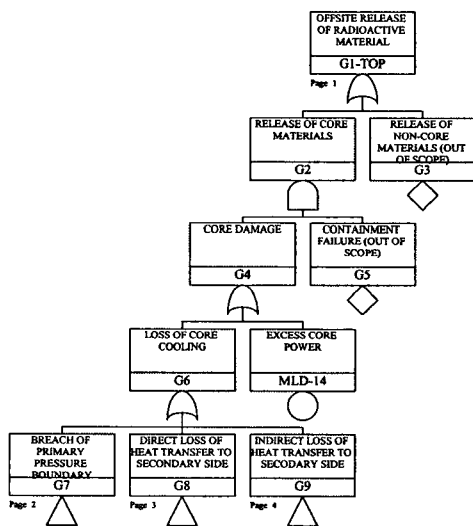 OFFSITE RELEASE
OF RADIOACTIVE
MATERIAL
G1-TOP
Page 1
RELEASE OF CORE
MATERIALS
G2
RELEASE OF
NON-CORE
MATERIALS (OUT
OF SCOPE)
G3
CORE DAMAGE
G4
CONTAINMENT
FAILURE (OUT OF
SCOPE)
G5
LOSS OF CORE
COOLING
G6
EXCESS CORE
POWER
MLD-14
BREACH OF
PRIMARY
PRESSURE
BOUNDARY
G7
Page 2
DIRECT LOSS OF
HEAT TRANSFER TO
SECONDARY SIDE
G8
Page 3
INDIRECT LOSS OF
HEAT TRANSFER TO
SECODARY SIDE
G9
Page 4